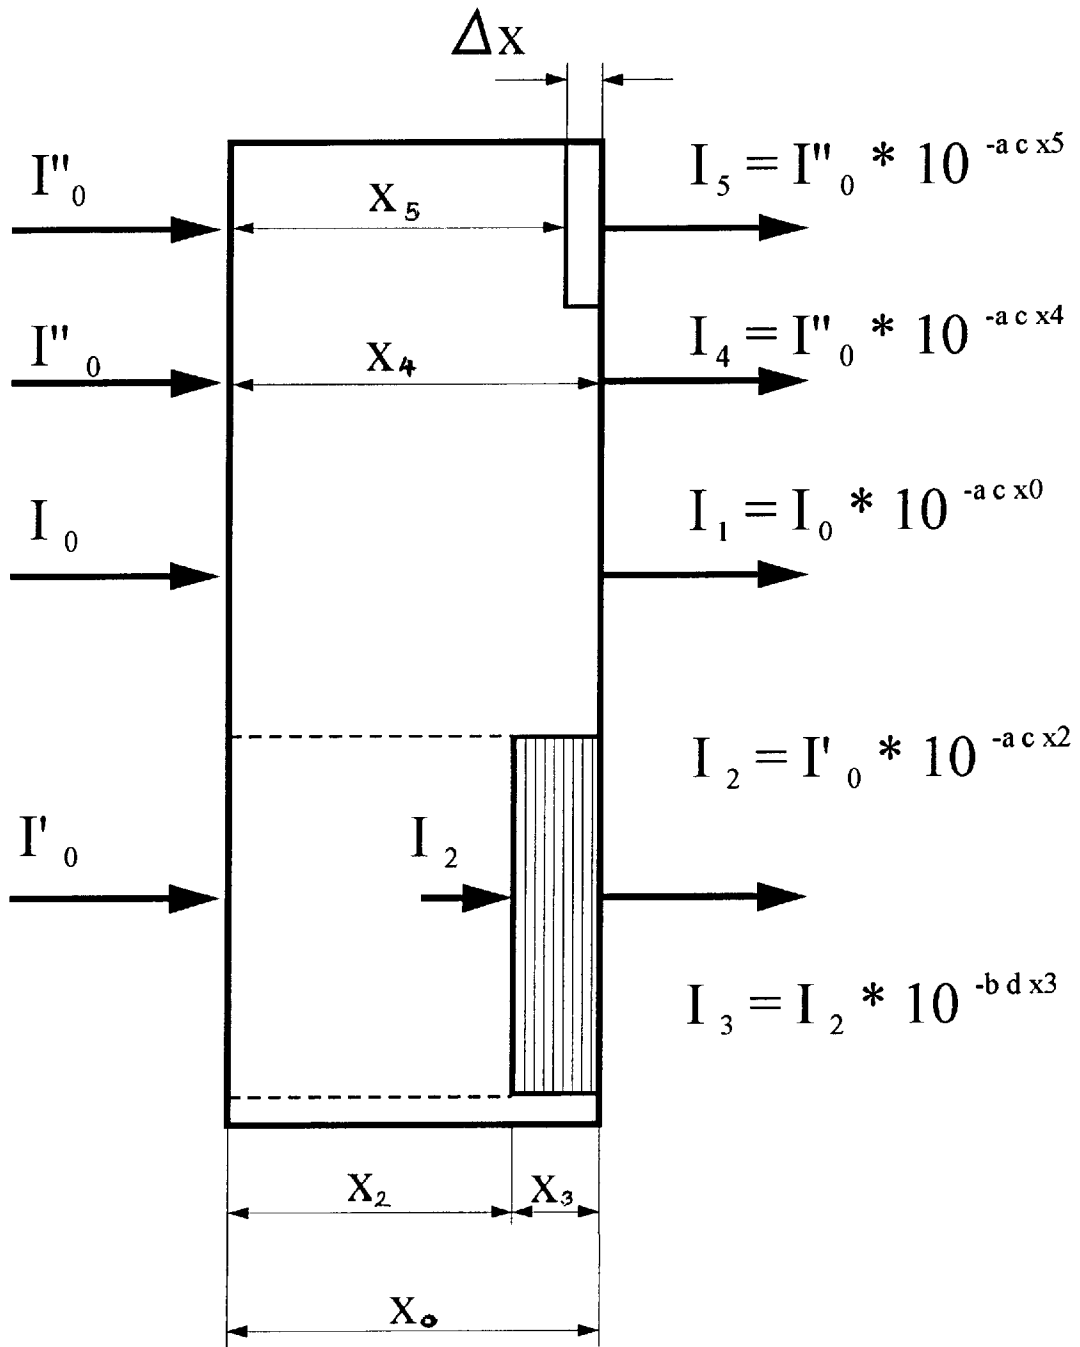 Δx
I''₀
X₅
I₅ = I''₀ * 10 ^-a c x5
I''₀
X₄
I₄ = I''₀ * 10 ^-a c x4
I₀
I₁ = I₀ * 10 ^-a c x0
I₂ = I'₀ * 10 ^-a c x2
I'₀
I₂
I₃ = I₂ * 10 ^-b d x3
X₂
X₃
X₀